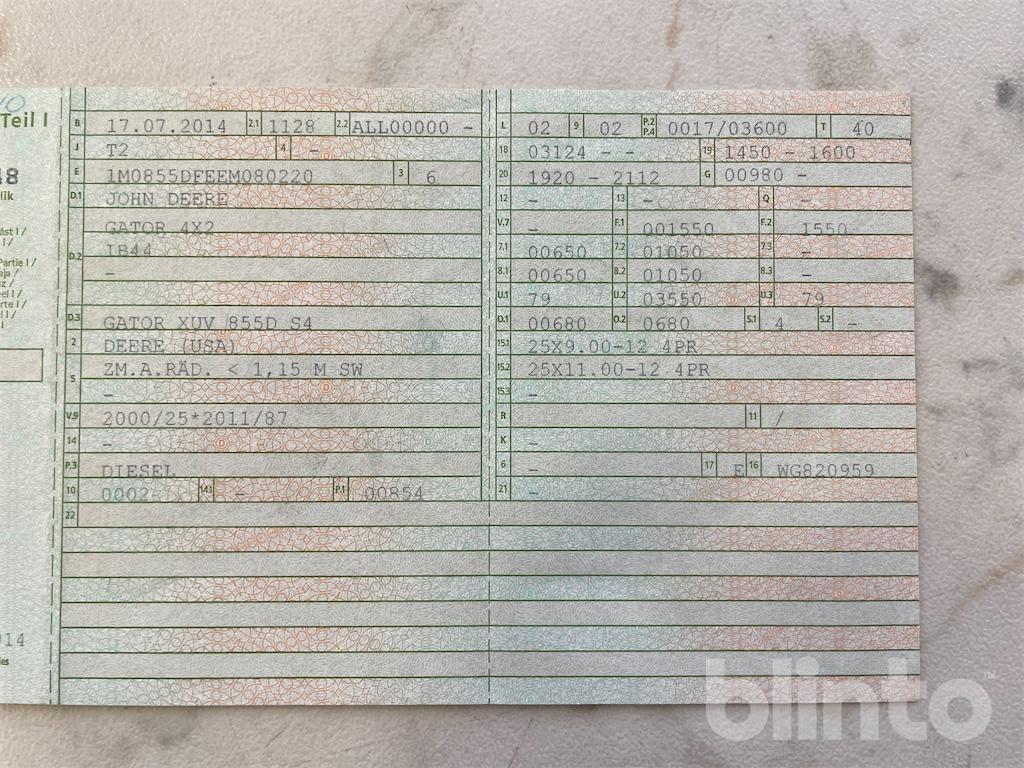 Teil I
B 17.07.2014 2.1 1128 2.2 ALL00000 -
J T2 4 -
E 1M0855DFEEM080220 3 6
D.1 JOHN DEERE
D.2 GATOR 4X2
IB44
-
D.3 GATOR XUV 855D S4
2 DEERE (USA)
5 ZM.A.RÄD. < 1,15 M SW
-
V.9 2000/25*2011/87
14 -
P.3 DIESEL
10 0002 14.1 - P.1 00854
22
L 02 9 02 P.2 P.4 0017/03600 T 40
18 03124 - - 19 1450 - 1600
20 1920 - 2112 G 00980 -
12 - 13 - Q -
V.7 - F.1 001550 F.2 1550
7.1 00650 7.2 01050 7.3 -
8.1 00650 8.2 01050 8.3 -
U.1 79 U.2 03550 U.3 79
O.1 00680 O.2 0680 S.1 4 S.2 -
15.1 25X9.00-12 4PR
15.2 25X11.00-12 4PR
15.3 -
R 11 /
K -
6 - 17 E 16 WG820959
21 -
blinto